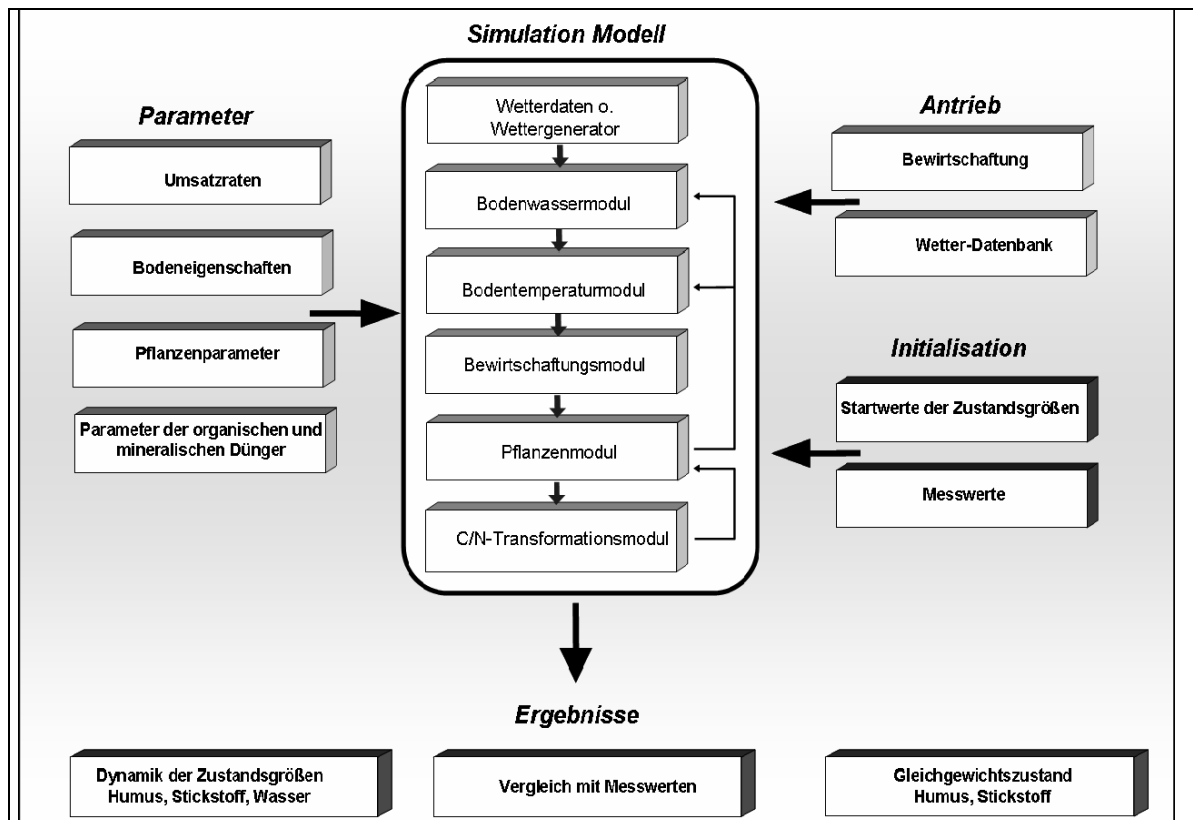 Simulation Modell
Parameter
Umsatzraten
Bodeneigenschaften
Pflanzenparameter
Parameter der organischen und
mineralischen Dünger
Wetterdaten o.
Wettergenerator
Bodenwassermodul
Bodentemperaturmodul
Bewirtschaftungsmodul
Pflanzenmodul
C/N-Transformationsmodul
Antrieb
Bewirtschaftung
Wetter-Datenbank
Initialisation
Startwerte der Zustandsgrößen
Messwerte
Ergebnisse
Dynamik der Zustandsgrößen
Humus, Stickstoff, Wasser
Vergleich mit Messwerten
Gleichgewichtszustand
Humus, Stickstoff